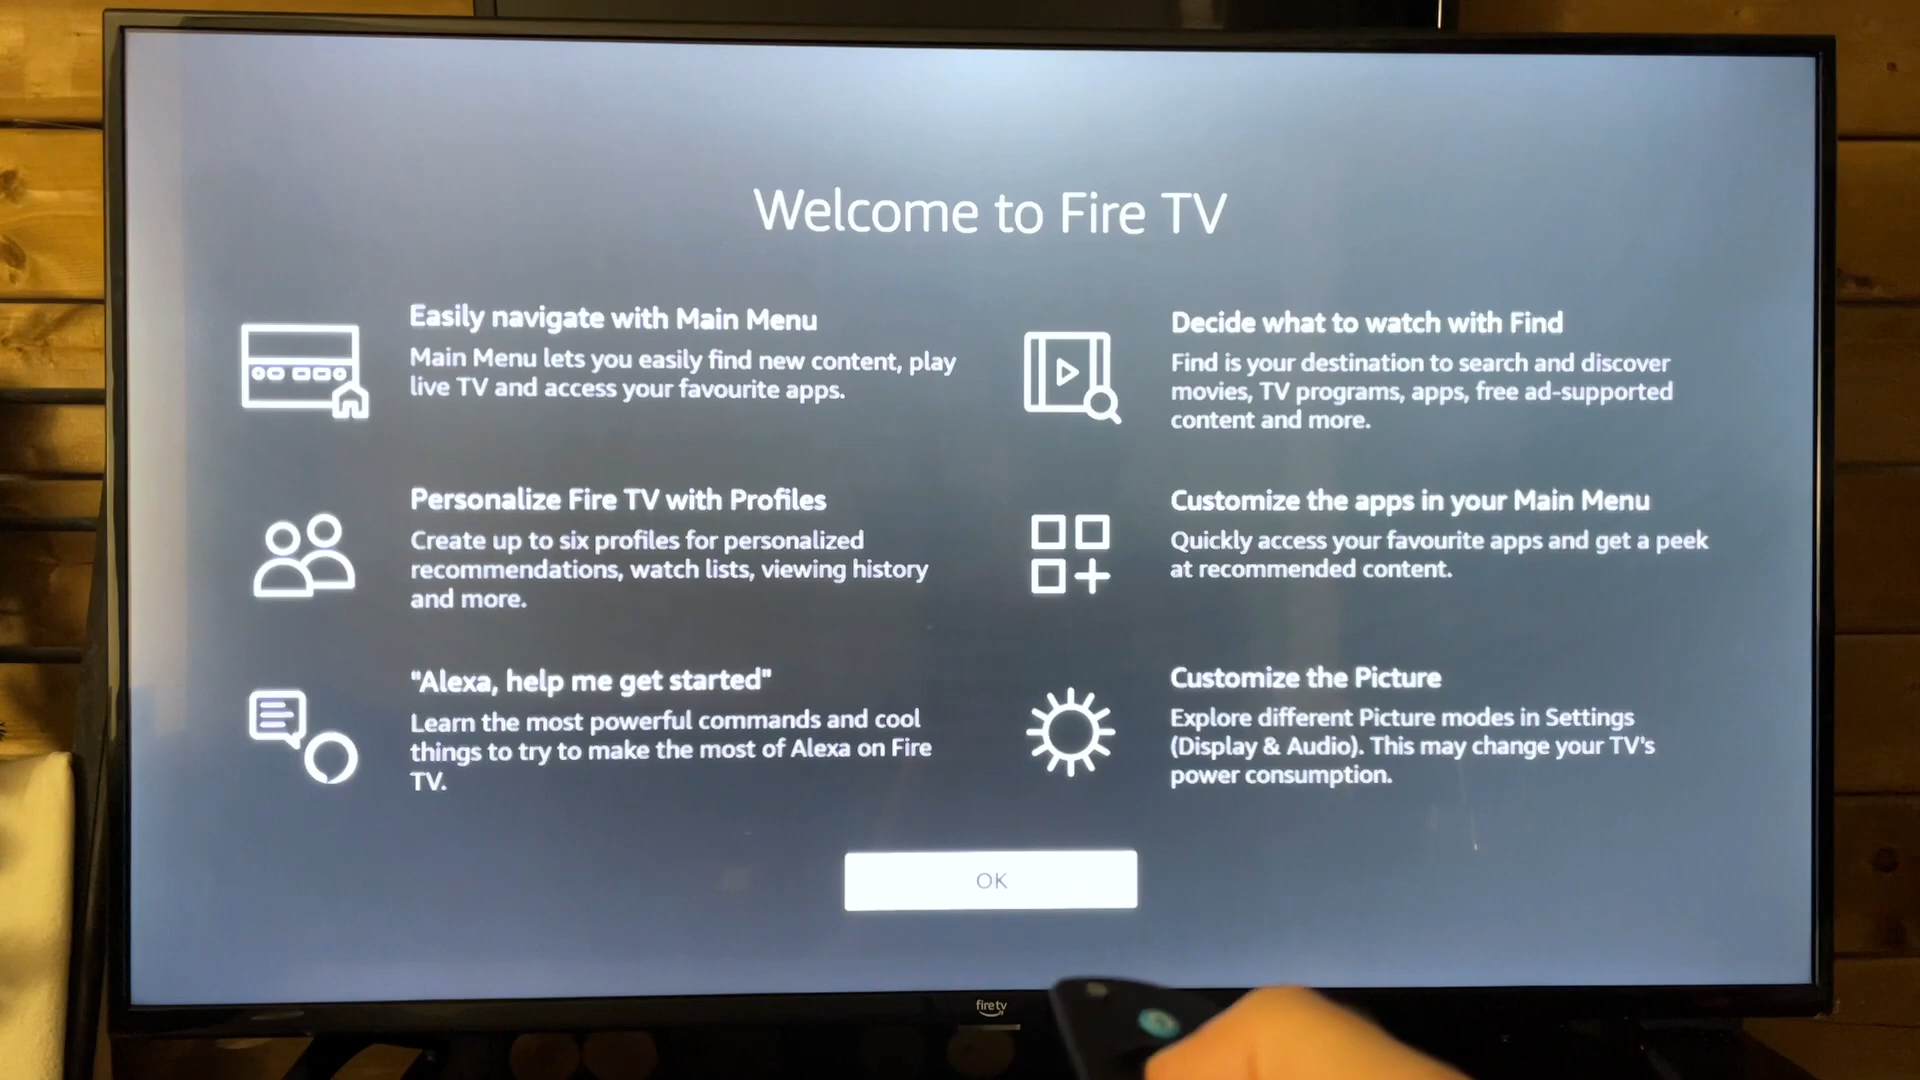 Welcome to Fire TV
Easily navigate with Main Menu
Main Menu lets you easily find new content, play
live TV and access your favourite apps.
Decide what to watch with Find
Find is your destination to search and discover
movies, TV programs, apps, free ad-supported
content and more.
Personalize Fire TV with Profiles
Create up to six profiles for personalized
recommendations, watch lists, viewing history
and more.
Customize the apps in your Main Menu
Quickly access your favourite apps and get a peek
at recommended content.
"Alexa, help me get started"
Learn the most powerful commands and cool
things to try to make the most of Alexa on Fire
TV.
Customize the Picture
Explore different Picture modes in Settings
(Display & Audio). This may change your TV's
power consumption.
OK
fire tv